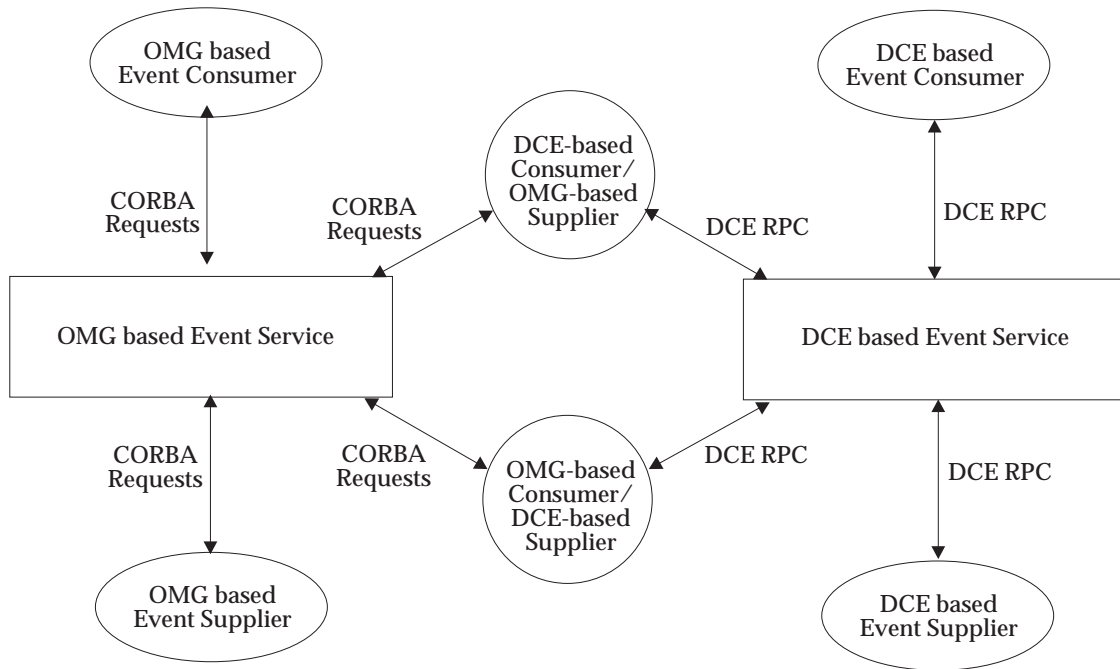 OMG based
Event Consumer
DCE based
Event Consumer
DCE-based
Consumer/
OMG-based
Supplier
CORBA
Requests
CORBA
Requests
DCE RPC
DCE RPC
OMG based Event Service
DCE based Event Service
CORBA
Requests
CORBA
Requests
OMG-based
Consumer/
DCE-based
Supplier
DCE RPC
DCE RPC
OMG based
Event Supplier
DCE based
Event Supplier